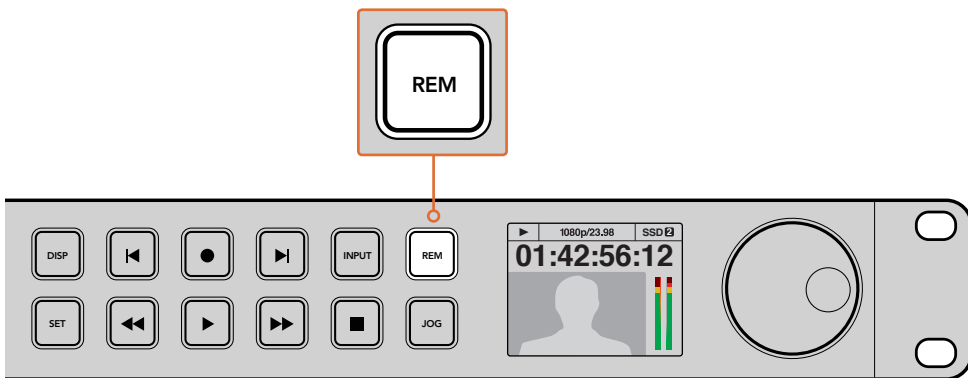 REM
DISP
INPUT
REM
1080p/23.98
SSD 2
01:42:56:12
SET
JOG